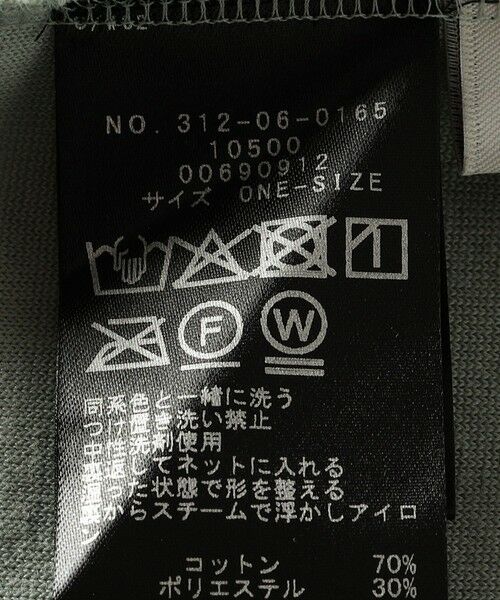 NO. 312-06-0165
10500
00690912
サイズ ONE-SIZE
F W
同系色と一緒に洗う
つけ置き洗い禁止
中性洗剤使用
裏返してネットに入れる
湿った状態で形を整える
裏からスチームで浮かしアイロ
ン
コットン 70%
ポリエステル 30%